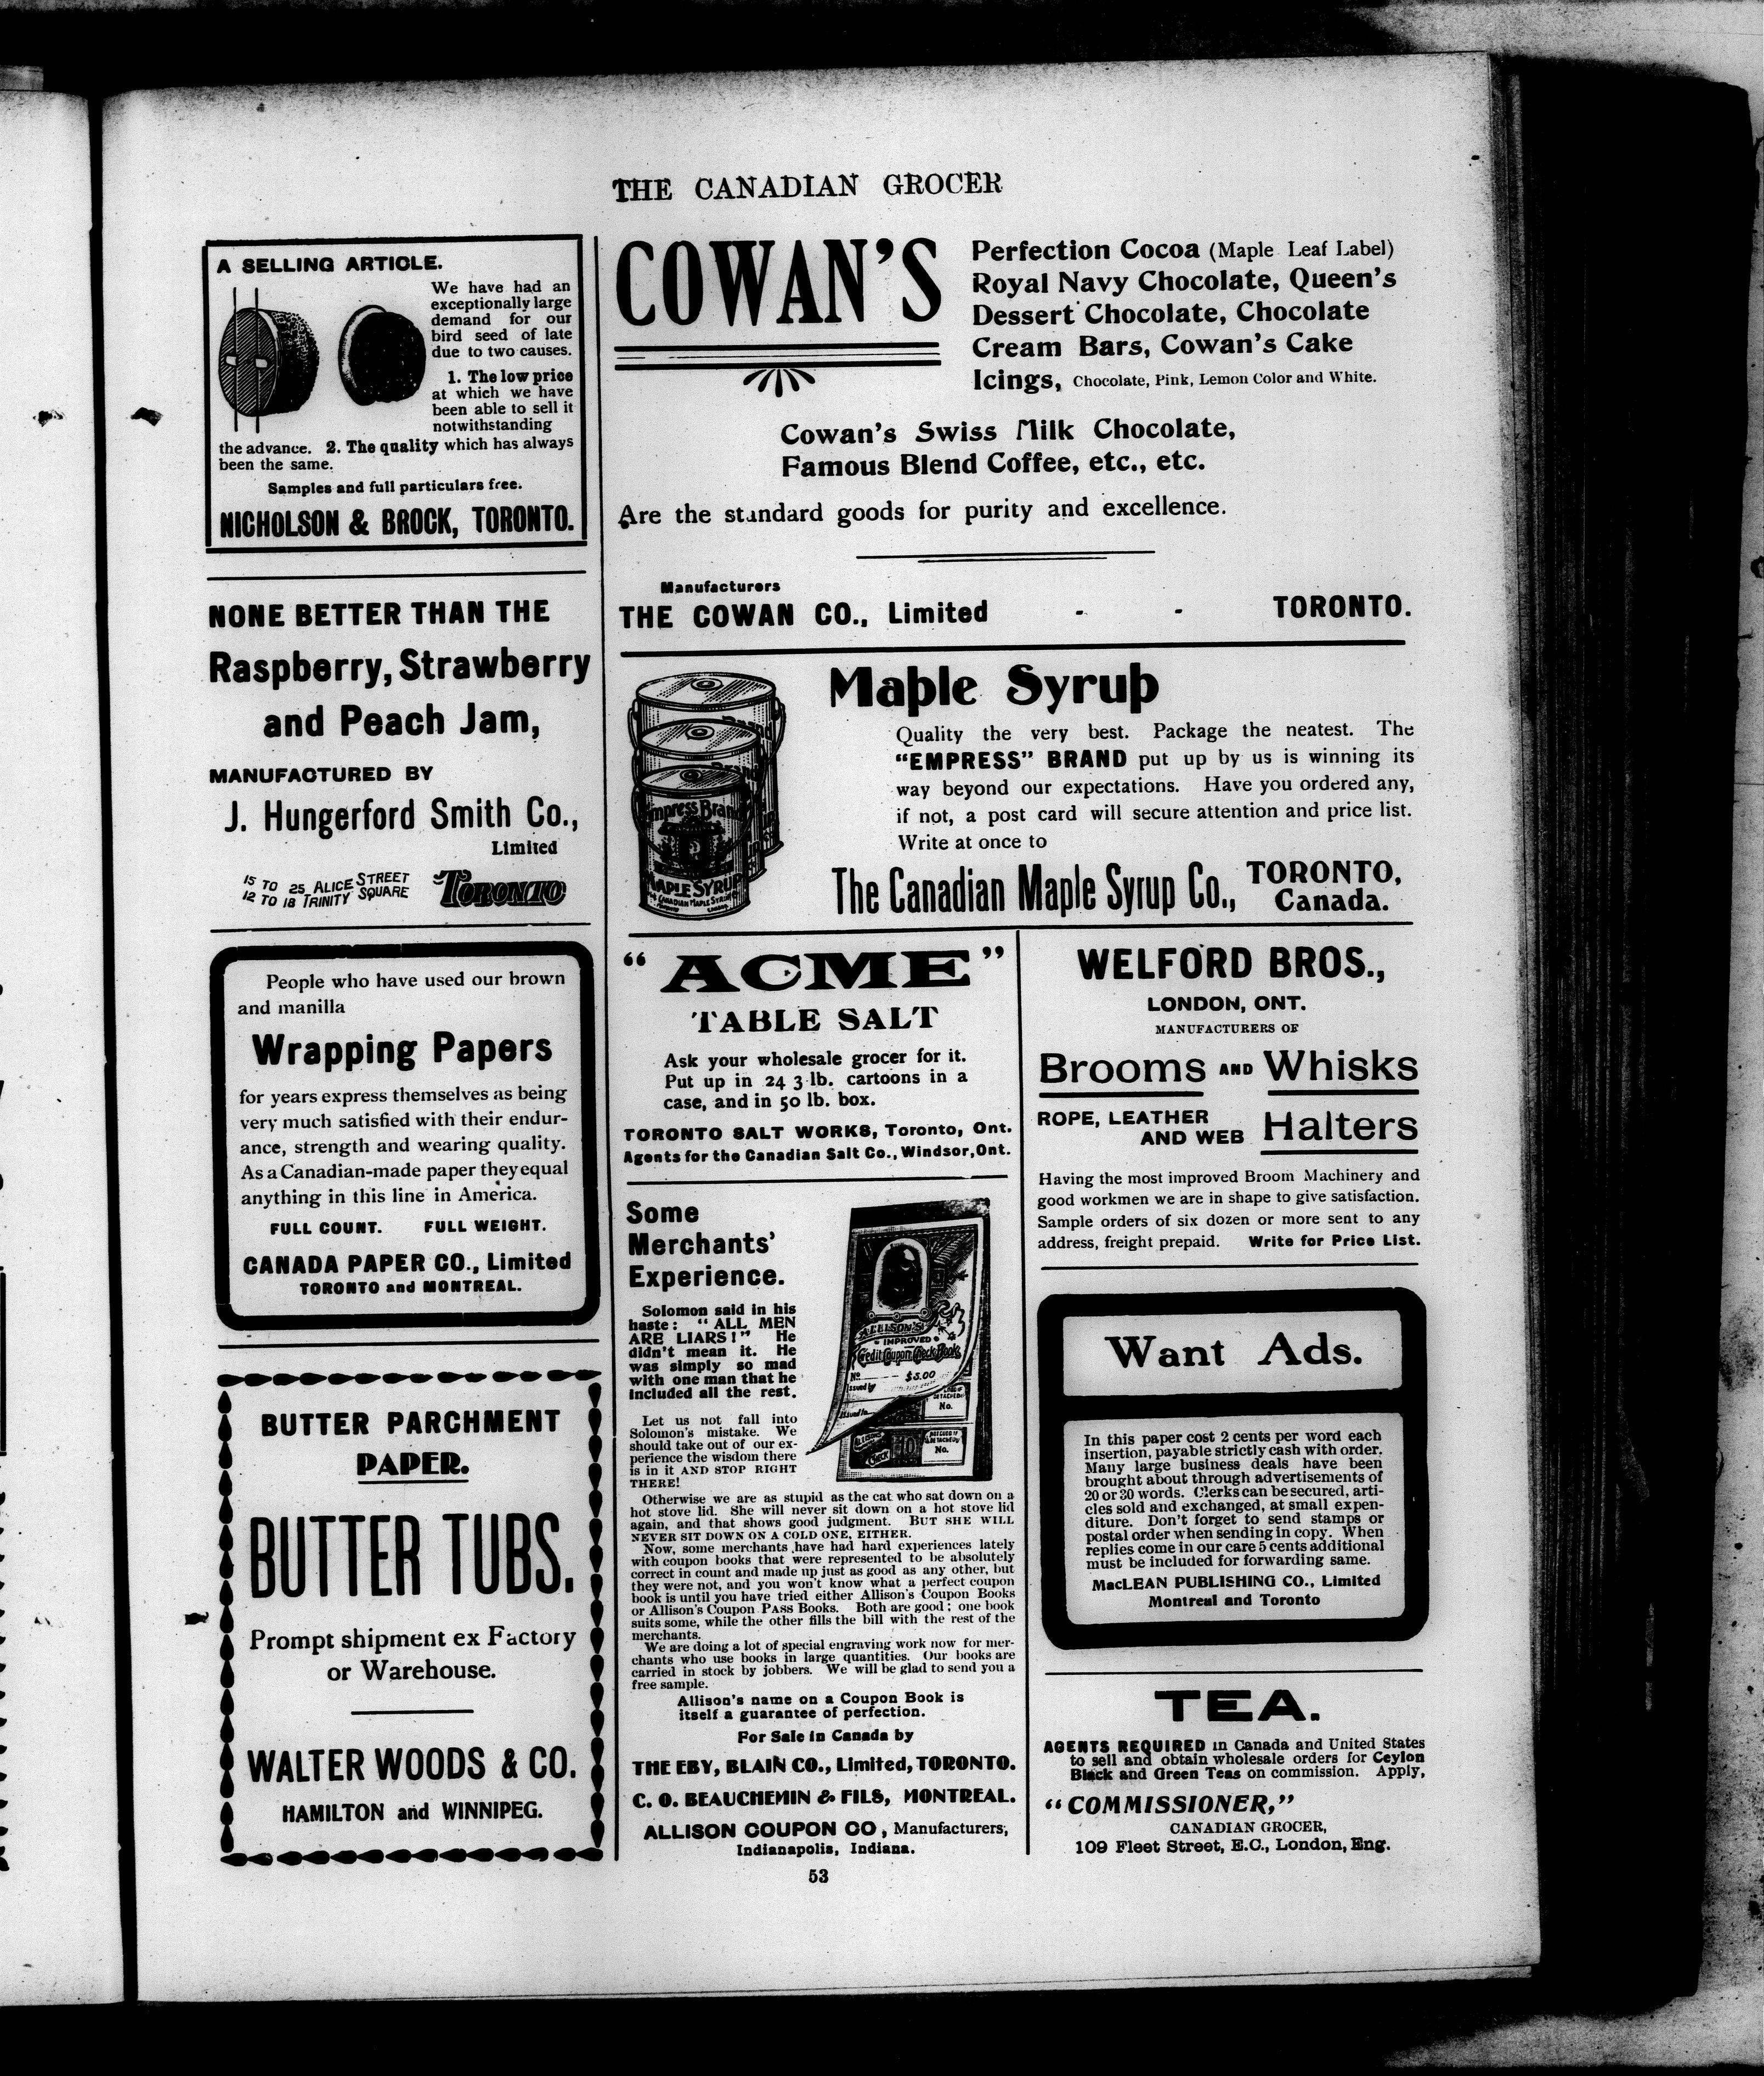 THE CANADIAN GROCER
A SELLING ARTICLE.
We have had an
exceptionally large
demand for our
bird seed of late
due to two causes.
1. The low price
at which we have
been able to sell it
notwithstanding
the advance. 2. The quality which has always
been the same.
Samples and full particulars free.
NICHOLSON & BROCK, TORONTO.
NONE BETTER THAN THE
Raspberry, Strawberry
and Peach Jam,
MANUFACTURED BY
J. Hungerford Smith Co.,
Limited
15 TO 25 ALICE STREET
12 TO 18 TRINITY SQUARE
TORONTO
People who have used our brown
and manilla
Wrapping Papers
for years express themselves as being
very much satisfied with their endur-
ance, strength and wearing quality.
As a Canadian-made paper they equal
anything in this line in America.
FULL COUNT. FULL WEIGHT.
CANADA PAPER CO., Limited
TORONTO and MONTREAL.
BUTTER PARCHMENT
PAPER.
BUTTER TUBS.
Prompt shipment ex Factory
or Warehouse.
WALTER WOODS & CO.
HAMILTON and WINNIPEG.
COWAN'S
Perfection Cocoa (Maple Leaf Label)
Royal Navy Chocolate, Queen's
Dessert Chocolate, Chocolate
Cream Bars, Cowan's Cake
Icings, Chocolate, Pink, Lemon Color and White.
Cowan's Swiss Milk Chocolate,
Famous Blend Coffee, etc., etc.
Are the standard goods for purity and excellence.
Manufacturers
THE COWAN CO., Limited - - TORONTO.
Maple Syrup
Quality the very best. Package the neatest. The
"EMPRESS" BRAND put up by us is winning its
way beyond our expectations. Have you ordered any,
if not, a post card will secure attention and price list.
Write at once to
The Canadian Maple Syrup Co., TORONTO,
Canada.
Empress Brand
MAPLE SYRUP
CANADIAN MAPLE SYRUP
"ACME"
TABLE SALT
Ask your wholesale grocer for it.
Put up in 24 3 lb. cartoons in a
case, and in 50 lb. box.
TORONTO SALT WORKS, Toronto, Ont.
Agents for the Canadian Salt Co., Windsor, Ont.
Some
Merchants'
Experience.
Solomon said in his
haste: "ALL MEN
ARE LIARS!" He
didn't mean it. He
was simply so mad
with one man that he
included all the rest.
Let us not fall into
Solomon's mistake. We
should take out of our ex-
perience the wisdom there
is in it AND STOP RIGHT
THERE!
ALLISON'S
IMPROVED
Credit Coupon Check Book
No. $5.00
Issued by
Issued to
No.
No.
Otherwise we are as stupid as the cat who sat down on a
hot stove lid. She will never sit down on a hot stove lid
again, and that shows good judgment. BUT SHE WILL
NEVER SIT DOWN ON A COLD ONE, EITHER.
Now, some merchants have had hard experiences lately
with coupon books that were represented to be absolutely
correct in count and made up just as good as any other, but
they were not, and you won't know what a perfect coupon
book is until you have tried either Allison's Coupon Books
or Allison's Coupon PASS Books. Both are good; one book
suits some, while the other fills the bill with the rest of the
merchants.
We are doing a lot of special engraving work now for mer-
chants who use books in large quantities. Our books are
carried in stock by jobbers. We will be glad to send you a
free sample.
Allison's name on a Coupon Book is
itself a guarantee of perfection.
For Sale in Canada by
THE EBY, BLAIN CO., Limited, TORONTO.
C. O. BEAUCHEMIN & FILS, MONTREAL.
ALLISON COUPON CO, Manufacturers,
Indianapolis, Indiana.
WELFORD BROS.,
LONDON, ONT.
MANUFACTURERS OF
Brooms AND Whisks
ROPE, LEATHER
AND WEB Halters
Having the most improved Broom Machinery and
good workmen we are in shape to give satisfaction.
Sample orders of six dozen or more sent to any
address, freight prepaid. Write for Price List.
Want Ads.
In this paper cost 2 cents per word each
insertion, payable strictly cash with order.
Many large business deals have been
brought about through advertisements of
20 or 30 words. Clerks can be secured, arti-
cles sold and exchanged, at small expen-
diture. Don't forget to send stamps or
postal order when sending in copy. When
replies come in our care 5 cents additional
must be included for forwarding same.
MacLEAN PUBLISHING CO., Limited
Montreal and Toronto
TEA.
AGENTS REQUIRED in Canada and United States
to sell and obtain wholesale orders for Ceylon
Black and Green Teas on commission. Apply,
"COMMISSIONER,"
CANADIAN GROCER,
109 Fleet Street, E.C., London, Eng.
53